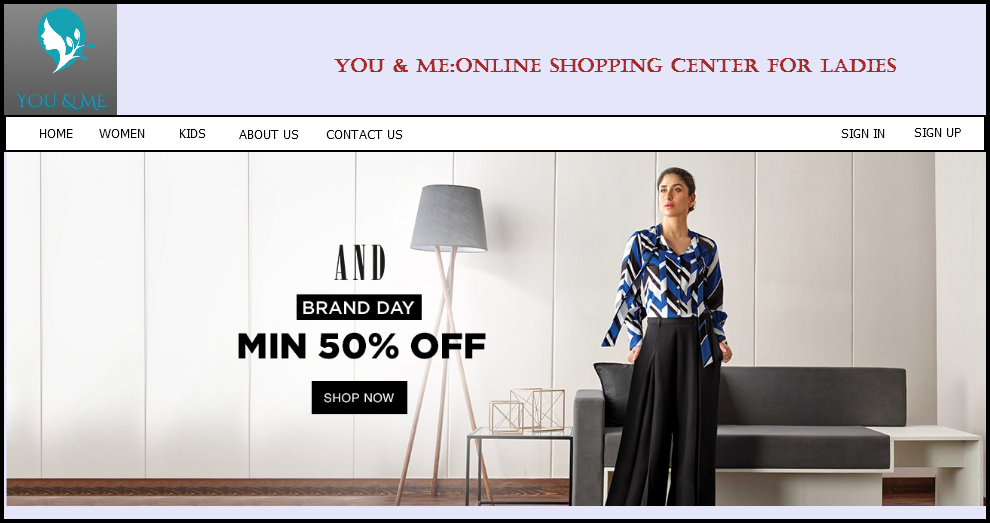 YOU & ME:ONLINE SHOPPING CENTER FOR LADIES
YOU & ME
HOME WOMEN KIDS ABOUT US CONTACT US SIGN IN SIGN UP
AND
BRAND DAY
MIN 50% OFF
SHOP NOW